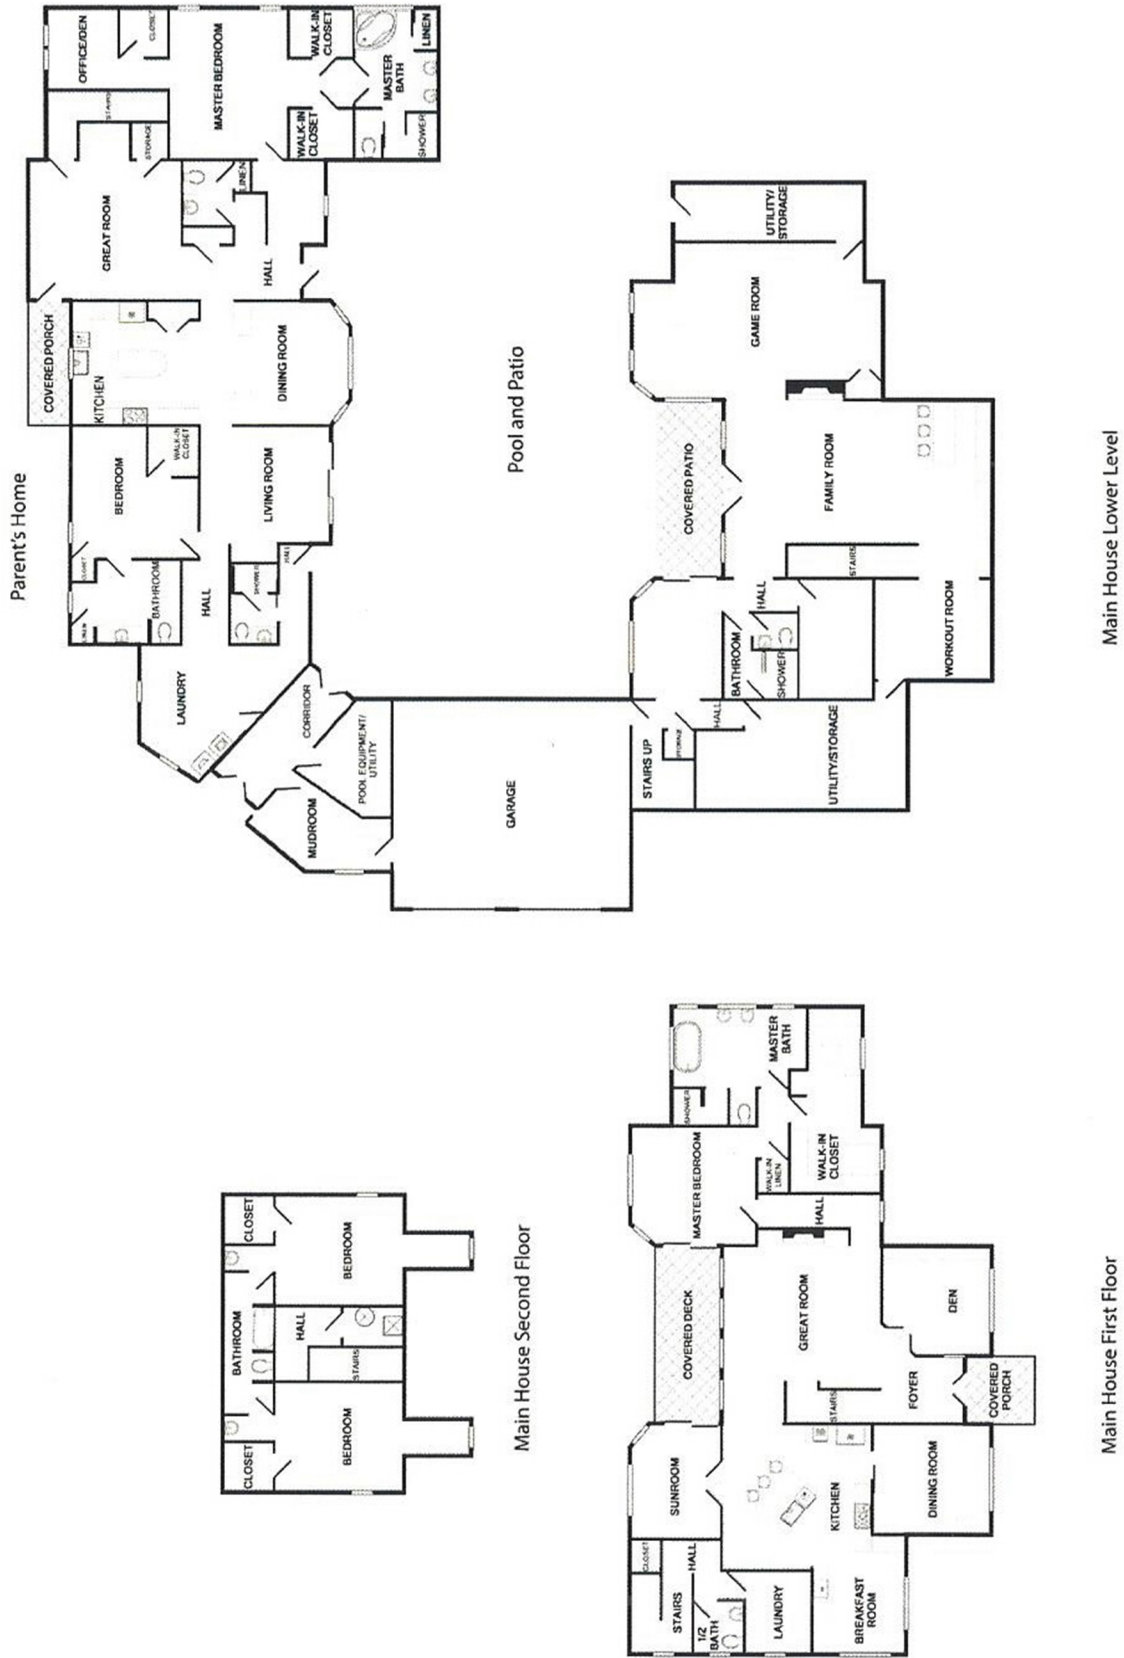 Parent's Home
OFFICE/DEN
CLOSET
STAIRS
STORAGE
MASTER BEDROOM
WALK-IN
CLOSET
WALK-IN
CLOSET
MASTER
BATH
LINEN
SHOWER
GREAT ROOM
LINEN
HALL
COVERED PORCH
KITCHEN
DINING ROOM
BEDROOM
WALK-IN
CLOSET
LIVING ROOM
CLOSET
LINEN
BATHROOM
HALL
SHOWER
HALL
LAUNDRY
CORRIDOR
POOL EQUIPMENT/
UTILITY
MUDROOM
GARAGE
Pool and Patio
UTILITY/
STORAGE
GAME ROOM
COVERED PATIO
FAMILY ROOM
STAIRS
HALL
BATHROOM
SHOWER
WORKOUT ROOM
HALL
STORAGE
STAIRS UP
UTILITY/STORAGE
Main House Lower Level
CLOSET
BEDROOM
BATHROOM
HALL
STAIRS
CLOSET
BEDROOM
Main House Second Floor
MASTER
BATH
SHOWER
MASTER BEDROOM
WALK-IN
LINEN
WALK-IN
CLOSET
HALL
COVERED DECK
GREAT ROOM
DEN
STAIRS
FOYER
COVERED
PORCH
SUNROOM
KITCHEN
DINING ROOM
CLOSET
HALL
STAIRS
1/2
BATH
LAUNDRY
BREAKFAST
ROOM
Main House First Floor